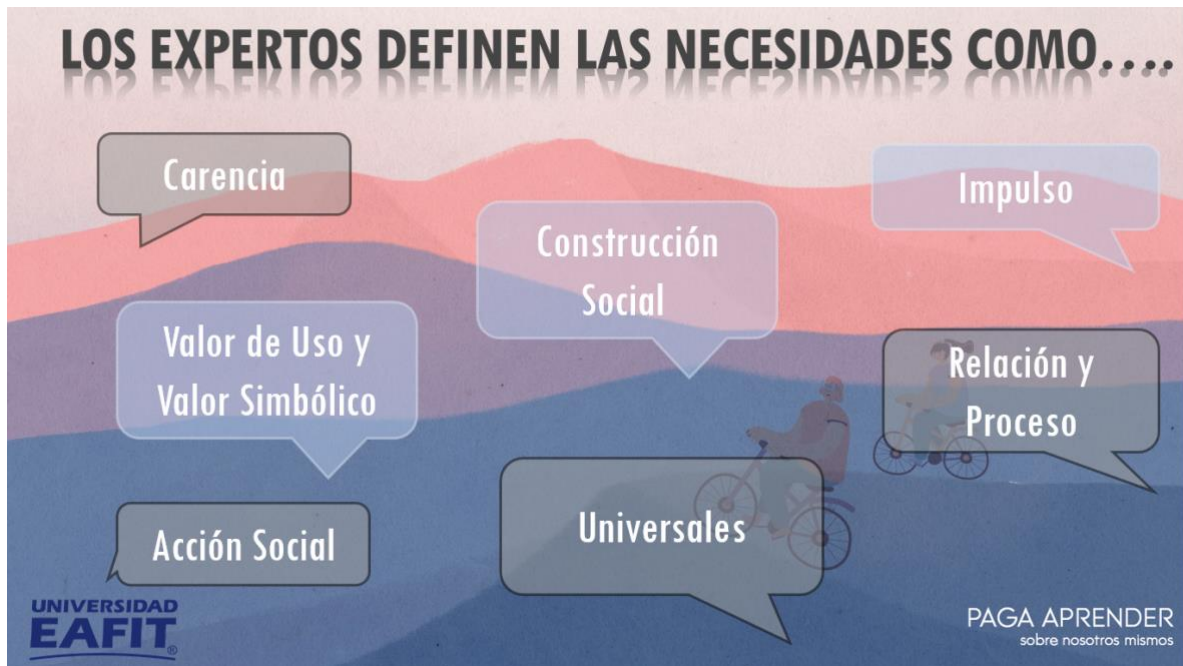 LOS EXPERTOS DEFINEN LAS NECESIDADES COMO....
Carencia
Impulso
Construcción
Social
Valor de Uso y
Valor Simbólico
Relación y
Proceso
Universales
Acción Social
UNIVERSIDAD
EAFIT®
PAGA APRENDER
sobre nosotros mismos